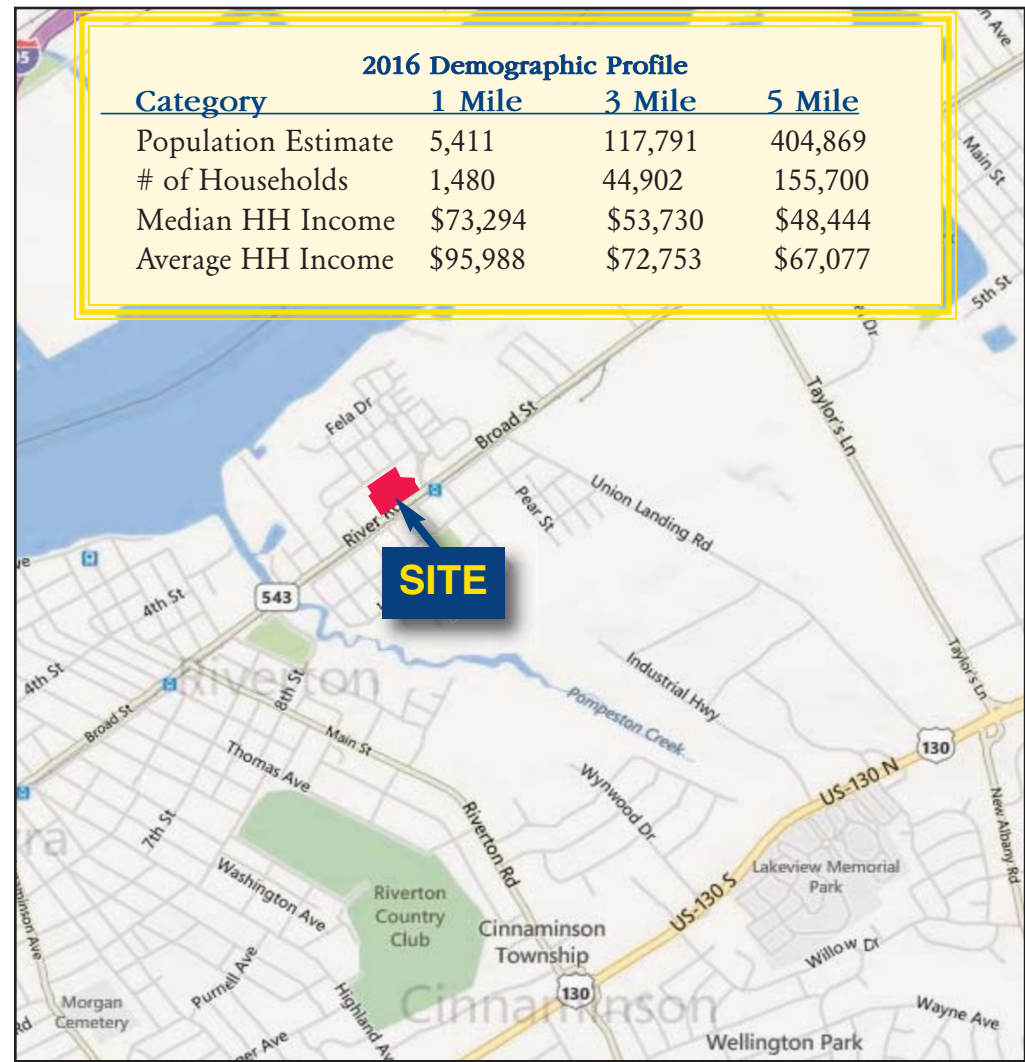 2016 Demographic Profile
Category 1 Mile 3 Mile 5 Mile
Population Estimate 5,411 117,791 404,869
# of Households 1,480 44,902 155,700
Median HH Income $73,294 $53,730 $48,444
Average HH Income $95,988 $72,753 $67,077
Ave
Main St
5th St
Dr
Taylor's Ln
Fela Dr
Broad St
Pear St
Union Landing Rd
River
SITE
543
4th St
4th St
Riverton
8th St
Broad St
Main St
Industrial Hwy
Pompeston Creek
Taylor's Ln
130
US-130 N
Thomas Ave
Wynwood Dr
7th St
Riverton Rd
New Albany Rd
Washington Ave
Riverton
Country
Club
Lakeview Memorial
Park
US-130 S
Cinnaminson
Township
Willow Dr
Purnell Ave
Highland Av
130
Cinnaminson
Morgan
Cemetery
Wayne Ave
Wellington Park